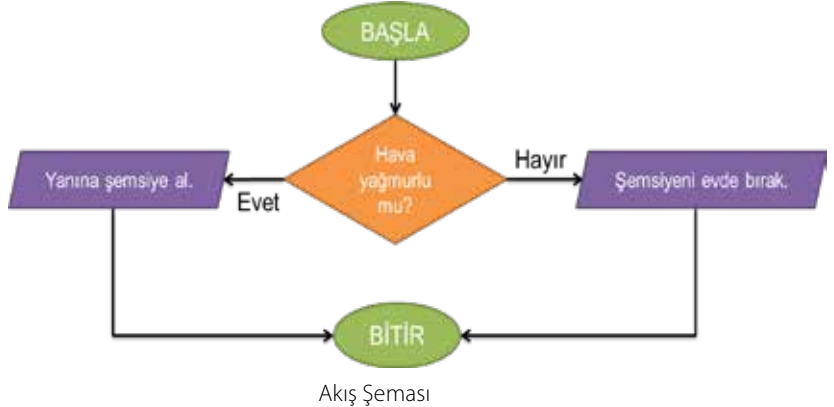 BAŞLA
Hava
yağmurlu
mu?
Yanına şemsiye al.
Evet
Hayır
Şemsiyeni evde bırak.
BİTİR
Akış Şeması